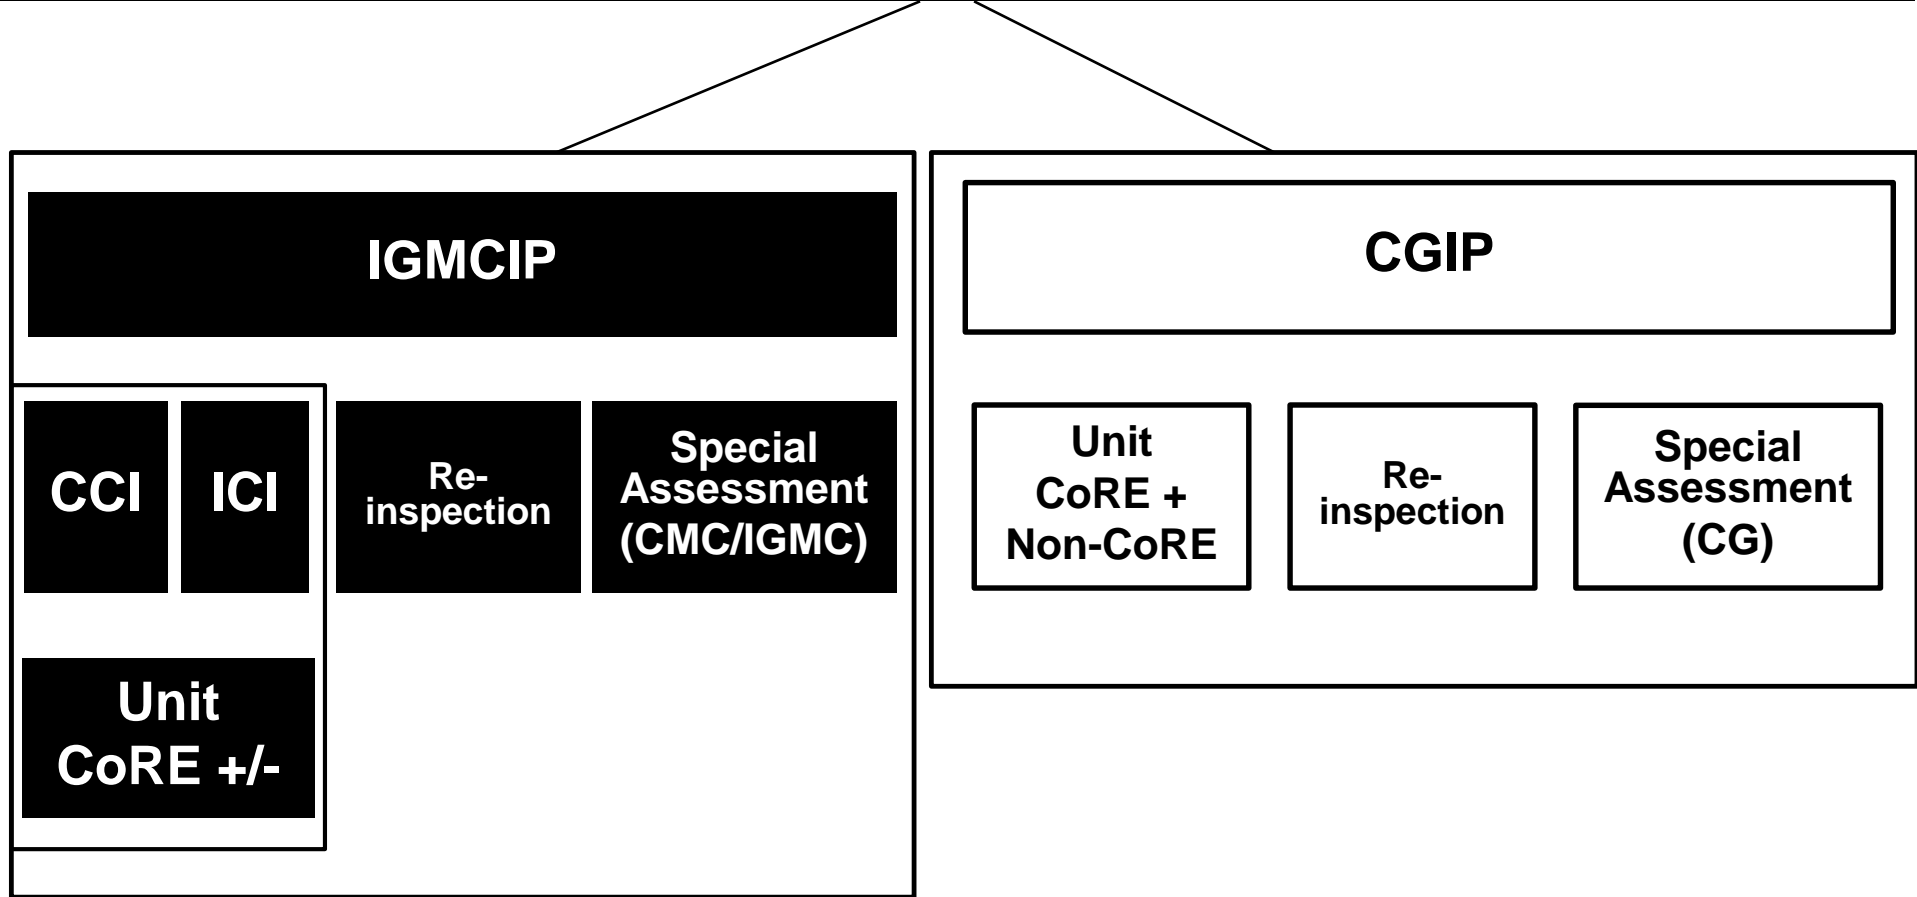 IGMCIP
CCI
ICI
Re-
inspection
Special
Assessment
(CMC/IGMC)
Unit
CoRE +/-
CGIP
Unit
CoRE +
Non-CoRE
Re-
inspection
Special
Assessment
(CG)